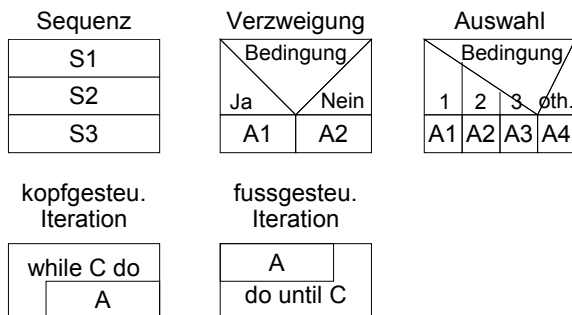 Sequenz
S1
S2
S3
Verzweigung
Bedingung
Ja Nein
A1 A2
Auswahl
Bedingung
1 2 3 oth.
A1 A2 A3 A4
kopfgesteu.
Iteration
while C do
A
fussgesteu.
Iteration
A
do until C